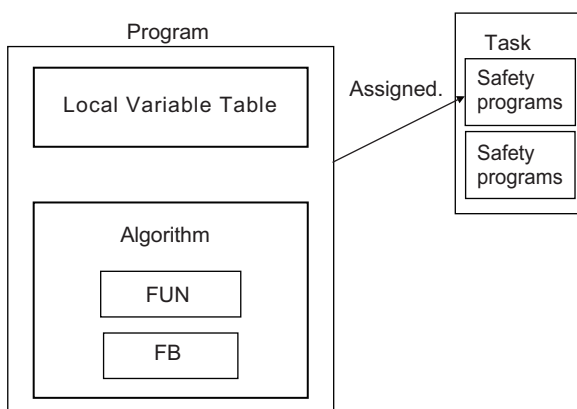 Program
Local Variable Table
Algorithm
FUN
FB
Assigned.
Task
Safety
programs
Safety
programs